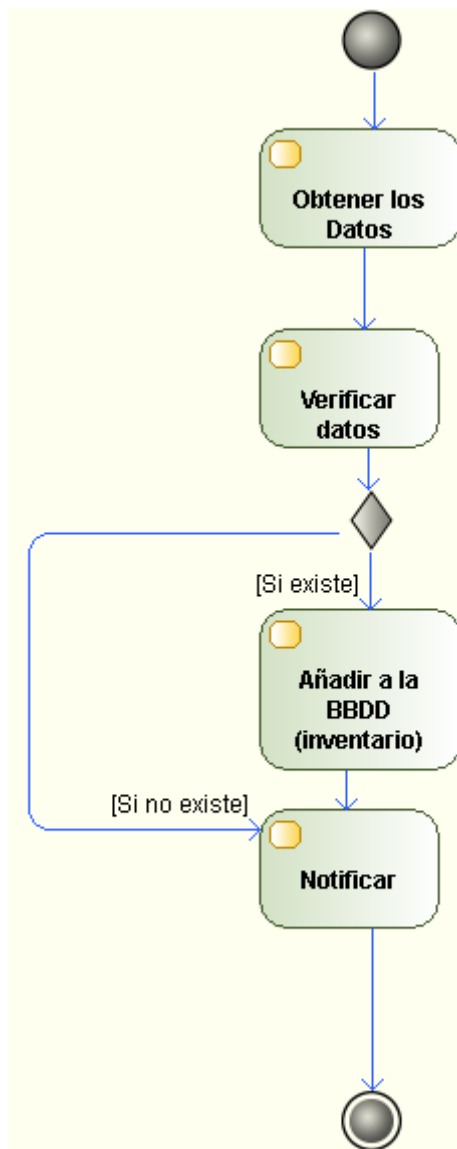 Obtener los
Datos
Verificar
datos
[Si existe]
Añadir a la
BBDD
(inventario)
[Si no existe]
Notificar